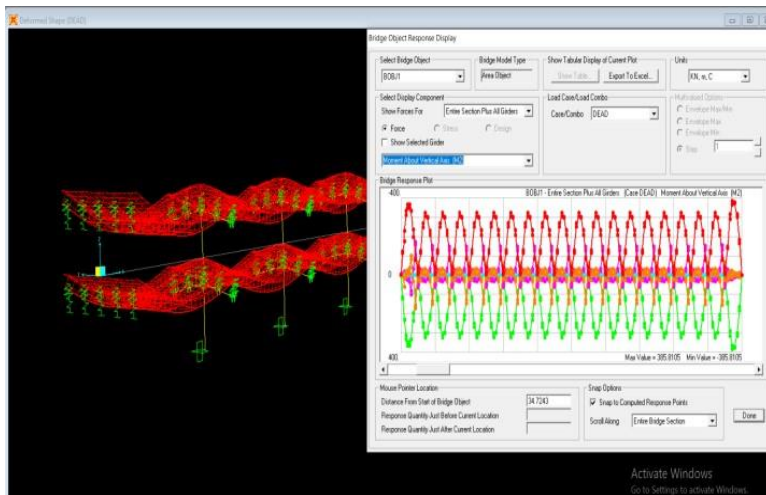 Deformed Shape (DEAD)
Bridge Object Response Display
Select Bridge Object
BOBJ1
Bridge Model Type
Area Object
Show Tabular Display of Current Plot
Show Table...
Export To Excel...
Units
KN, m, C
Select Display Component
Show Forces For
Entire Section Plus All Girders
Force
Stress
Design
Show Selected Girder
Moment About Vertical Axis (M2)
Load Case/Load Combo
Case/Combo
DEAD
Multivalued Options
Envelope Max/Min
Envelope Max
Envelope Min
Step
1
Bridge Response Plot
-400.
BOBJ1 - Entire Section Plus All Girders (Case DEAD) Moment About Vertical Axis (M2)
0
400.
Max Value = 385.8105 Min Value = -385.8105
Mouse Pointer Location
Distance From Start of Bridge Object
34.7243
Response Quantity Just Before Current Location
Response Quantity Just After Current Location
Snap Options
Snap to Computed Response Points
Scroll Along
Entire Bridge Section
Done
Activate Windows
Go to Settings to activate Windows.